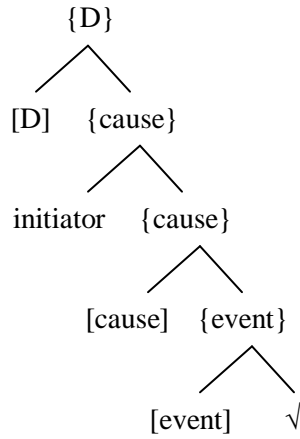 {D}
[D] {cause}
initiator {cause}
[cause] {event}
[event] √